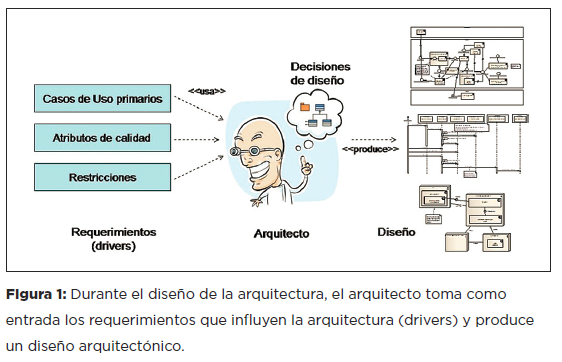 Decisiones
de diseño
<<usa>>
Casos de Uso primarios
Atributos de calidad
Restricciones
<<produce>>
Requerimientos
(drivers)
Arquitecto
Diseño
Figura 1: Durante el diseño de la arquitectura, el arquitecto toma como
entrada los requerimientos que influyen la arquitectura (drivers) y produce
un diseño arquitectónico.